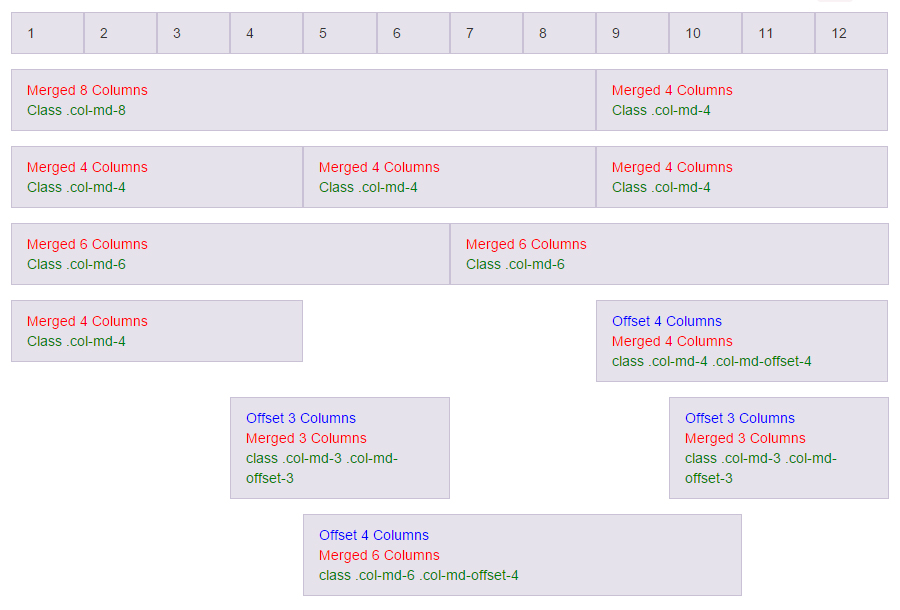 1 2 3 4 5 6 7 8 9 10 11 12
Merged 8 Columns
Class .col-md-8
Merged 4 Columns
Class .col-md-4
Merged 4 Columns
Class .col-md-4
Merged 4 Columns
Class .col-md-4
Merged 4 Columns
Class .col-md-4
Merged 6 Columns
Class .col-md-6
Merged 6 Columns
Class .col-md-6
Merged 4 Columns
Class .col-md-4
Offset 4 Columns
Merged 4 Columns
class .col-md-4 .col-md-offset-4
Offset 3 Columns
Merged 3 Columns
class .col-md-3 .col-md-
offset-3
Offset 3 Columns
Merged 3 Columns
class .col-md-3 .col-md-
offset-3
Offset 4 Columns
Merged 6 Columns
class .col-md-6 .col-md-offset-4